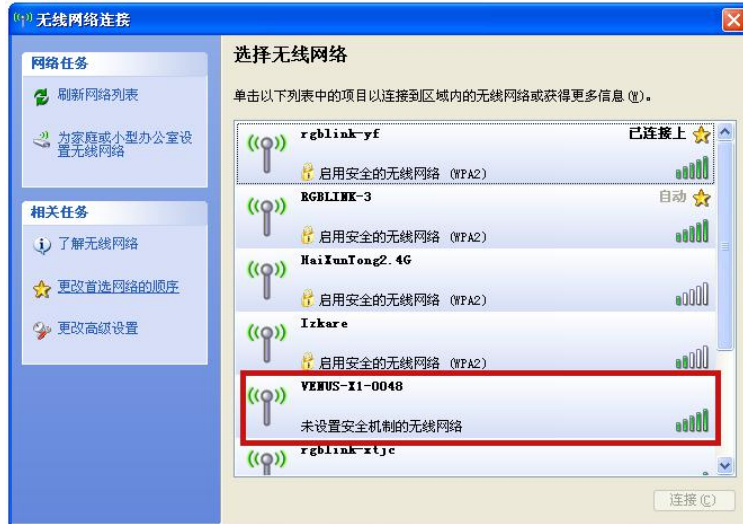 无线网络连接
网络任务
刷新网络列表
为家庭或小型办公室设
置无线网络
相关任务
了解无线网络
更改首选网络的顺序
更改高级设置
选择无线网络
单击以下列表中的项目以连接到区域内的无线网络或获得更多信息(W)。
rgblink-yf 已连接上
启用安全的无线网络 (WPA2)
RGBLINK-3 自动
启用安全的无线网络 (WPA2)
HaiXunTong2.4G
启用安全的无线网络 (WPA2)
Izkare
启用安全的无线网络 (WPA2)
VENUS-X1-0048
未设置安全机制的无线网络
rgblink-xtjc
连接(C)